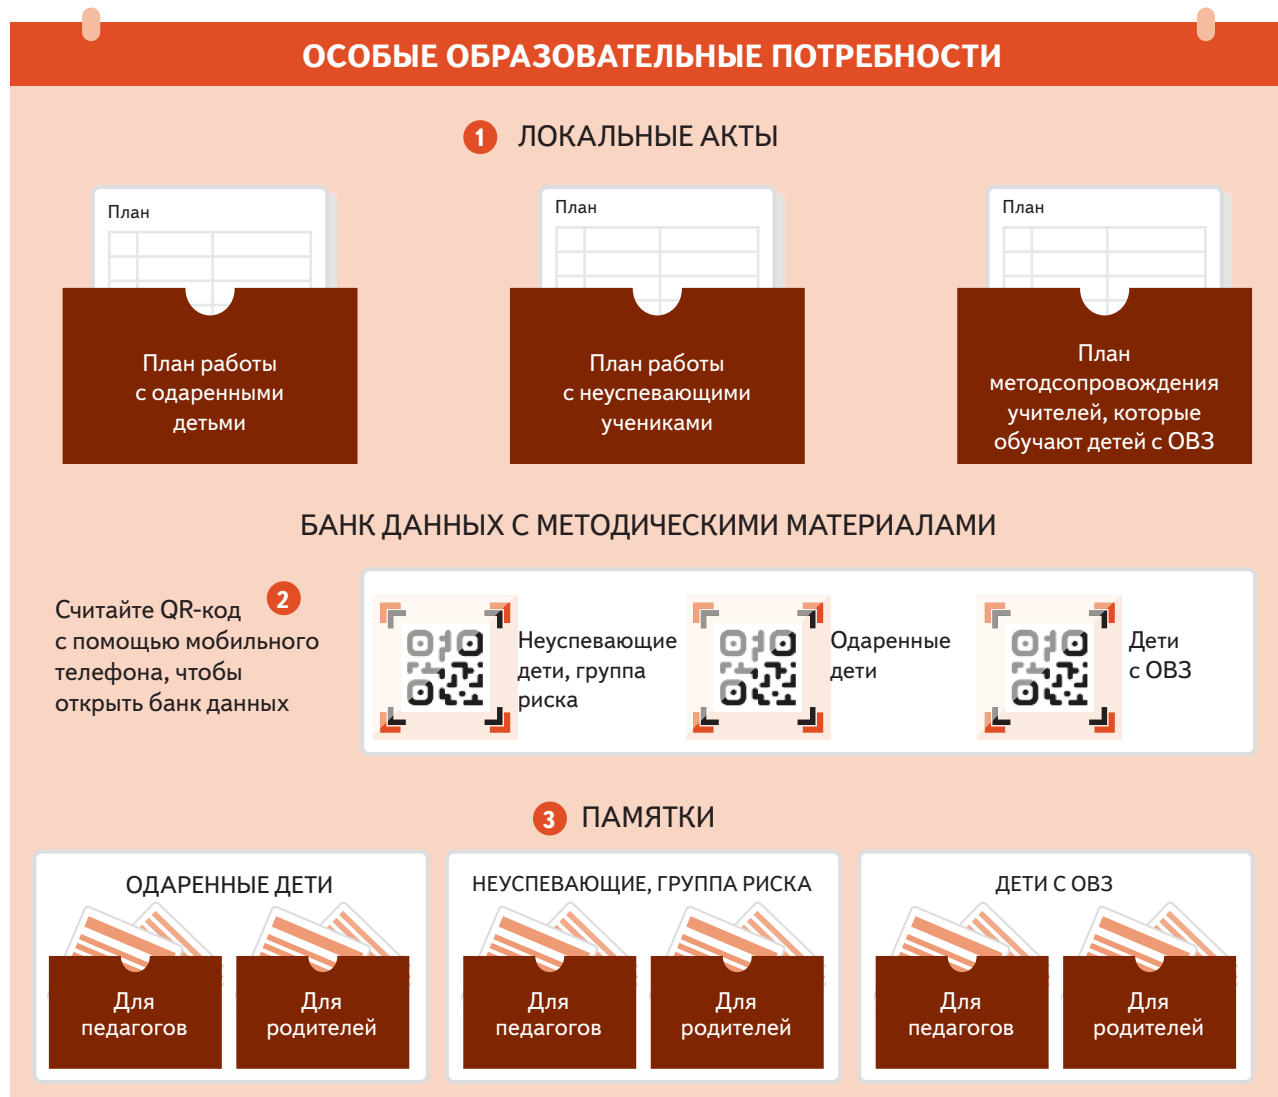 ОСОБЫЕ ОБРАЗОВАТЕЛЬНЫЕ ПОТРЕБНОСТИ
1 ЛОКАЛЬНЫЕ АКТЫ
План
План работы
с одаренными
детьми
План
План работы
с неуспевающими
учениками
План
План
методсопровождения
учителей, которые
обучают детей с ОВЗ
БАНК ДАННЫХ С МЕТОДИЧЕСКИМИ МАТЕРИАЛАМИ
2
Считайте QR-код
с помощью мобильного
телефона, чтобы
открыть банк данных
Неуспевающие
дети, группа
риска
Одаренные
дети
Дети
с ОВЗ
3 ПАМЯТКИ
ОДАРЕННЫЕ ДЕТИ
Для
педагогов
Для
родителей
НЕУСПЕВАЮЩИЕ, ГРУППА РИСКА
Для
педагогов
Для
родителей
ДЕТИ С ОВЗ
Для
педагогов
Для
родителей